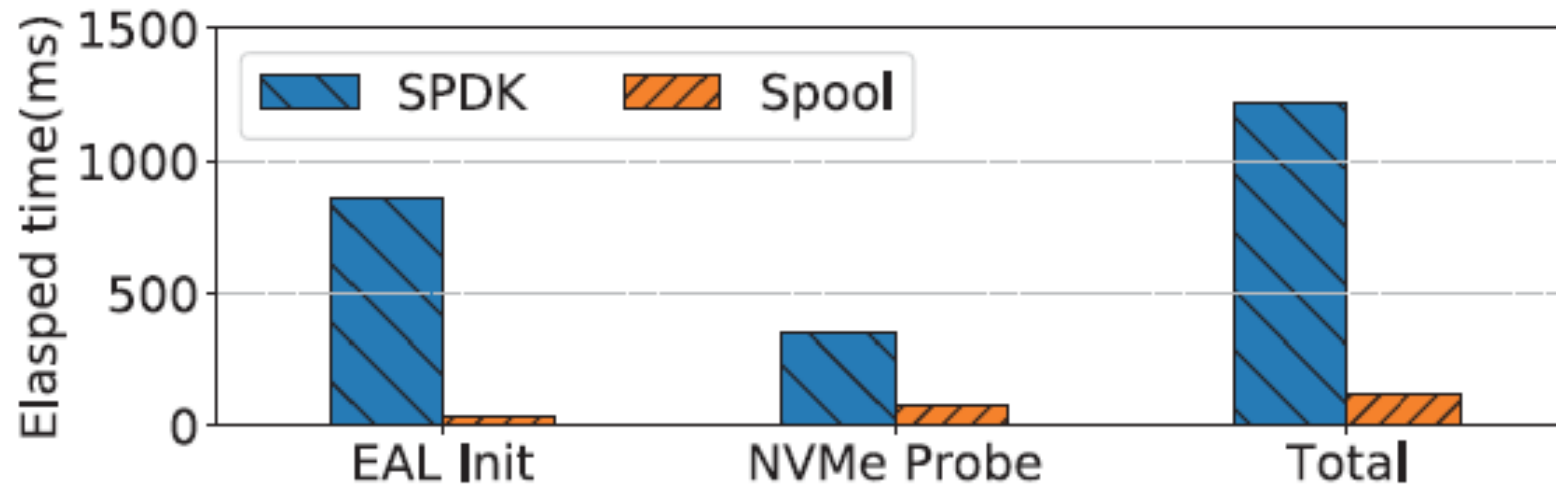 Elasped time(ms)
1500
1000
500
0
SPDK Spool
EAL Init NVMe Probe Total